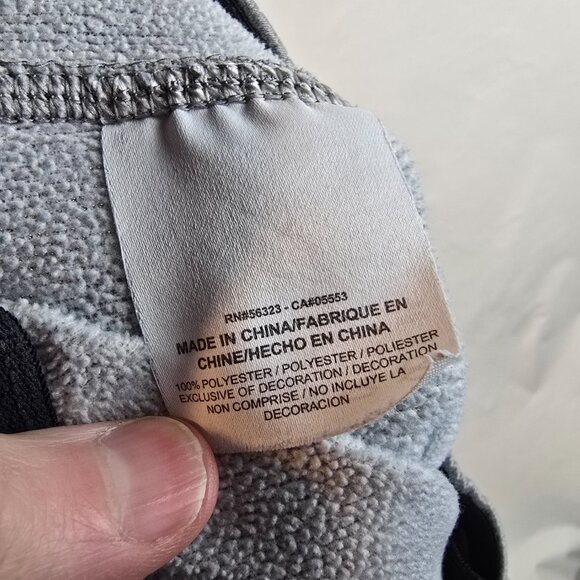 RN#56323 - CA#05553
MADE IN CHINA/FABRIQUE EN
CHINE/HECHO EN CHINA
100% POLYESTER / POLYESTER / POLIESTER
EXCLUSIVE OF DECORATION / DECORATION
NON COMPRISE / NO INCLUYE LA
DECORACION